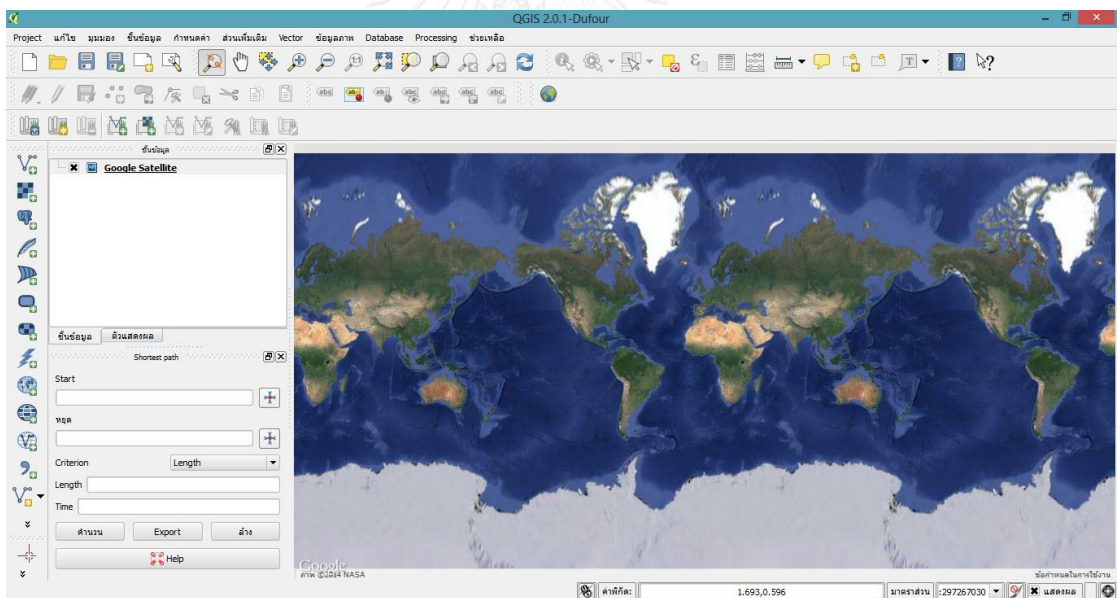 QGIS 2.0.1-Dufour
Project แก้ไข มุมมอง ชั้นข้อมูล กำหนดค่า ส่วนเพิ่มเติม Vector ข้อมูลภาพ Database Processing ช่วยเหลือ
ชั้นข้อมูล
Google Satellite
ชั้นข้อมูล ตัวแสดงผล
Shortest path
Start
หยุด
Criterion Length
Length
Time
คำนวน Export ล้าง
Help
Google
ภาพ ©2014 NASA
ข้อกำหนดในการใช้งาน
ค่าพิกัด: 1.693,0.596 มาตราส่วน :297267030 แสดงผล